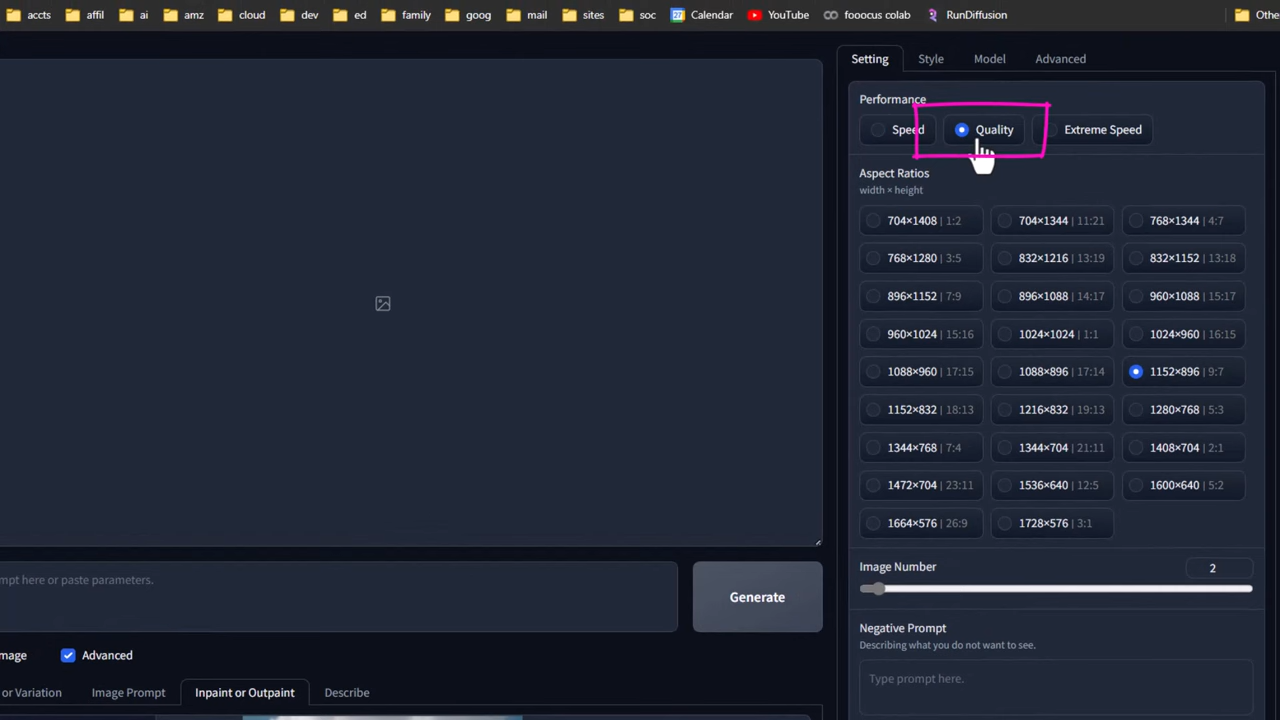 accts affil ai amz cloud dev ed family goog mail sites soc Calendar YouTube fooocus colab RunDiffusion Othe
Setting Style Model Advanced
Performance
Speed Quality Extreme Speed
Aspect Ratios
width × height
704×1408 | 1:2 704×1344 | 11:21 768×1344 | 4:7
768×1280 | 3:5 832×1216 | 13:19 832×1152 | 13:18
896×1152 | 7:9 896×1088 | 14:17 960×1088 | 15:17
960×1024 | 15:16 1024×1024 | 1:1 1024×960 | 16:15
1088×960 | 17:15 1088×896 | 17:14 1152×896 | 9:7
1152×832 | 18:13 1216×832 | 19:13 1280×768 | 5:3
1344×768 | 7:4 1344×704 | 21:11 1408×704 | 2:1
1472×704 | 23:11 1536×640 | 12:5 1600×640 | 5:2
1664×576 | 26:9 1728×576 | 3:1
Image Number 2
Negative Prompt
Describing what you do not want to see.
Type prompt here.
mpt here or paste parameters.
Generate
mage Advanced
or Variation Image Prompt Inpaint or Outpaint Describe